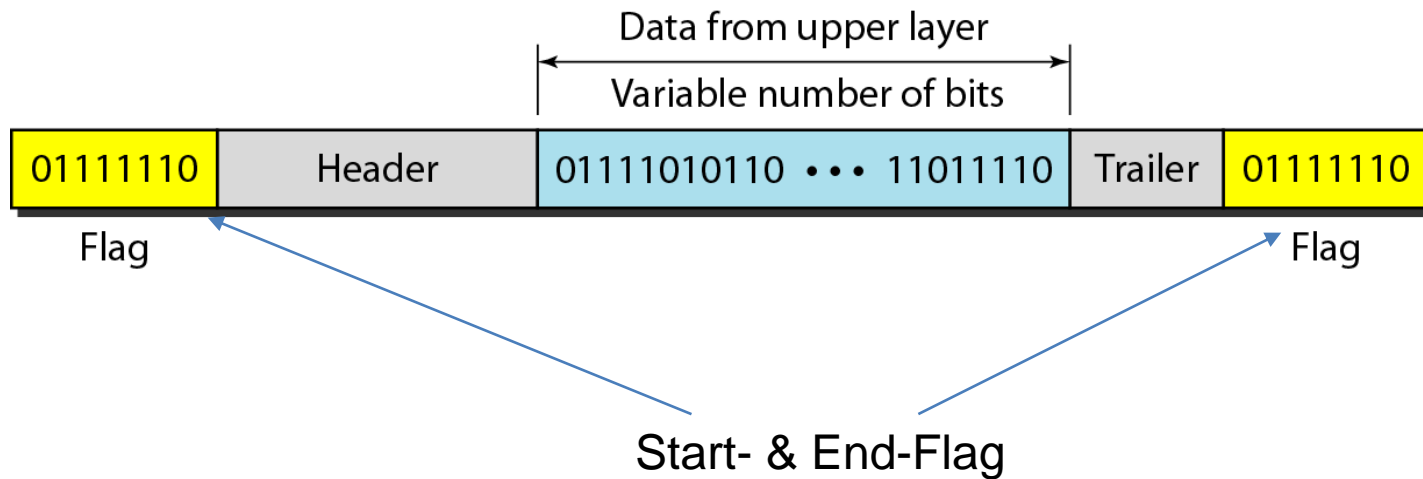 Data from upper layer
Variable number of bits
01111110 Header 01111010110 • • • 11011110 Trailer 01111110
Flag Flag
Start- & End-Flag